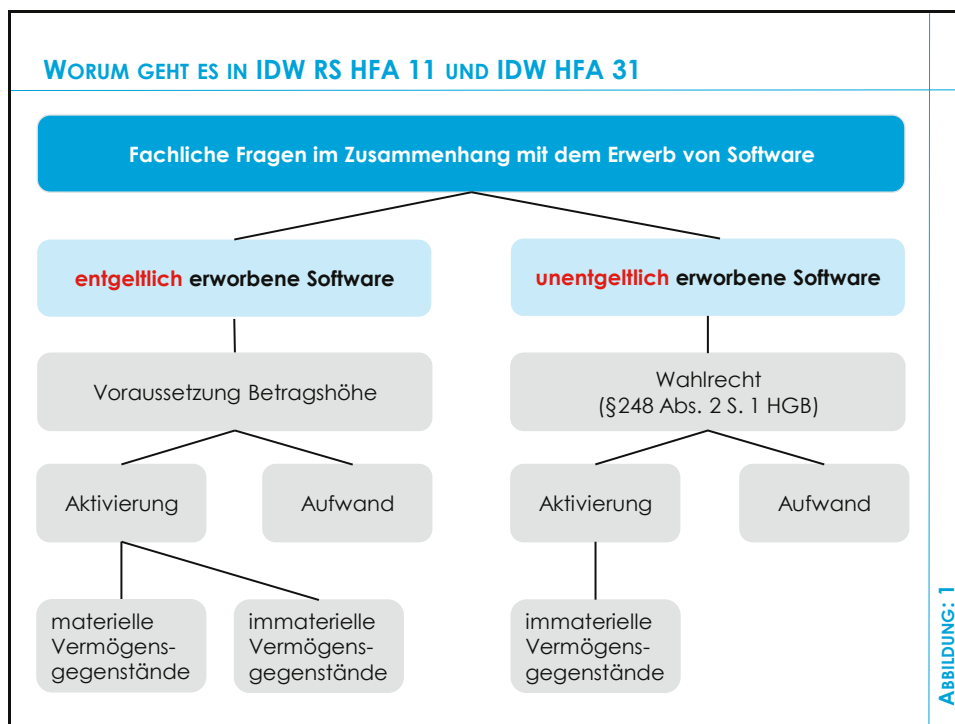 WORUM GEHT ES IN IDW RS HFA 11 UND IDW HFA 31
Fachliche Fragen im Zusammenhang mit dem Erwerb von Software
entgeltlich erworbene Software
unentgeltlich erworbene Software
Voraussetzung Betragshöhe
Wahlrecht
(§248 Abs. 2 S. 1 HGB)
Aktivierung
Aufwand
Aktivierung
Aufwand
materielle
Vermögens-
gegenstände
immaterielle
Vermögens-
gegenstände
immaterielle
Vermögens-
gegenstände
ABBILDUNG: 1